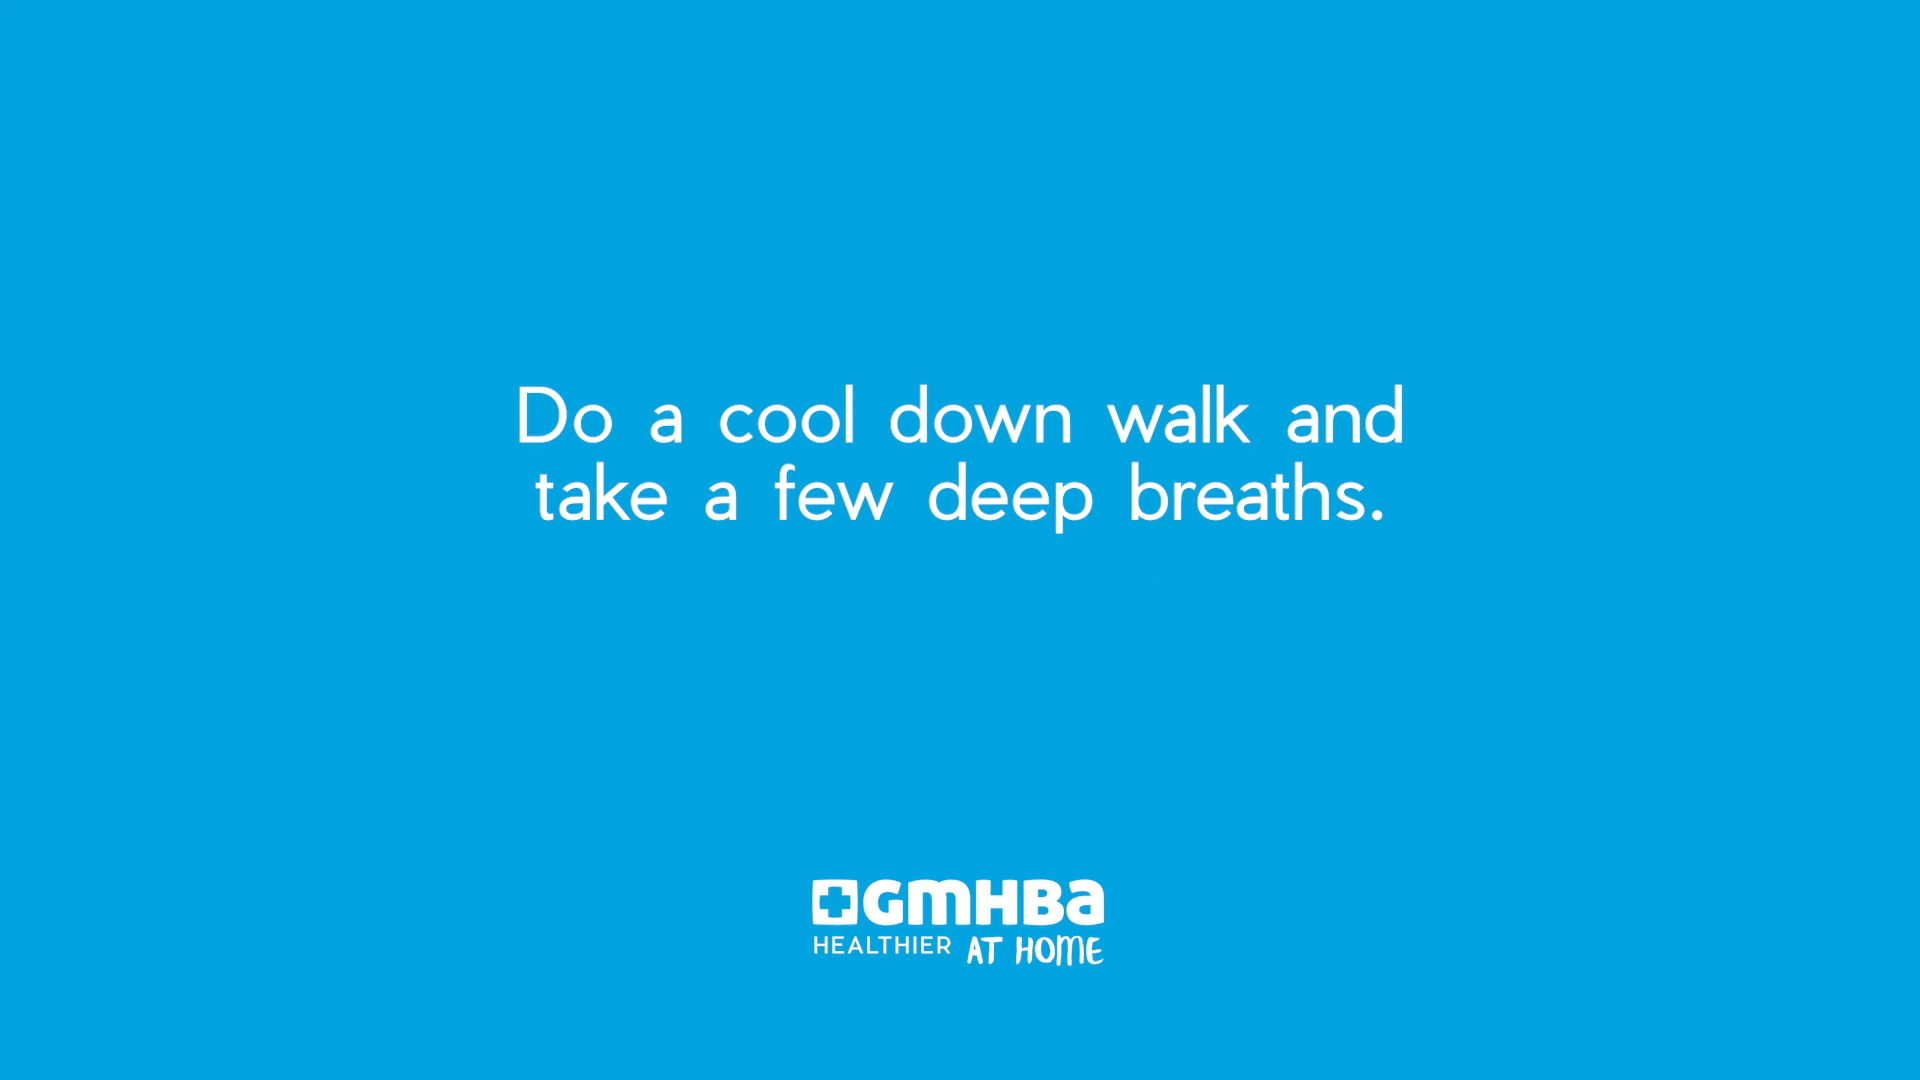 Do a cool down walk and
take a few deep breaths.
GMHBa
HEALTHIER AT HOME